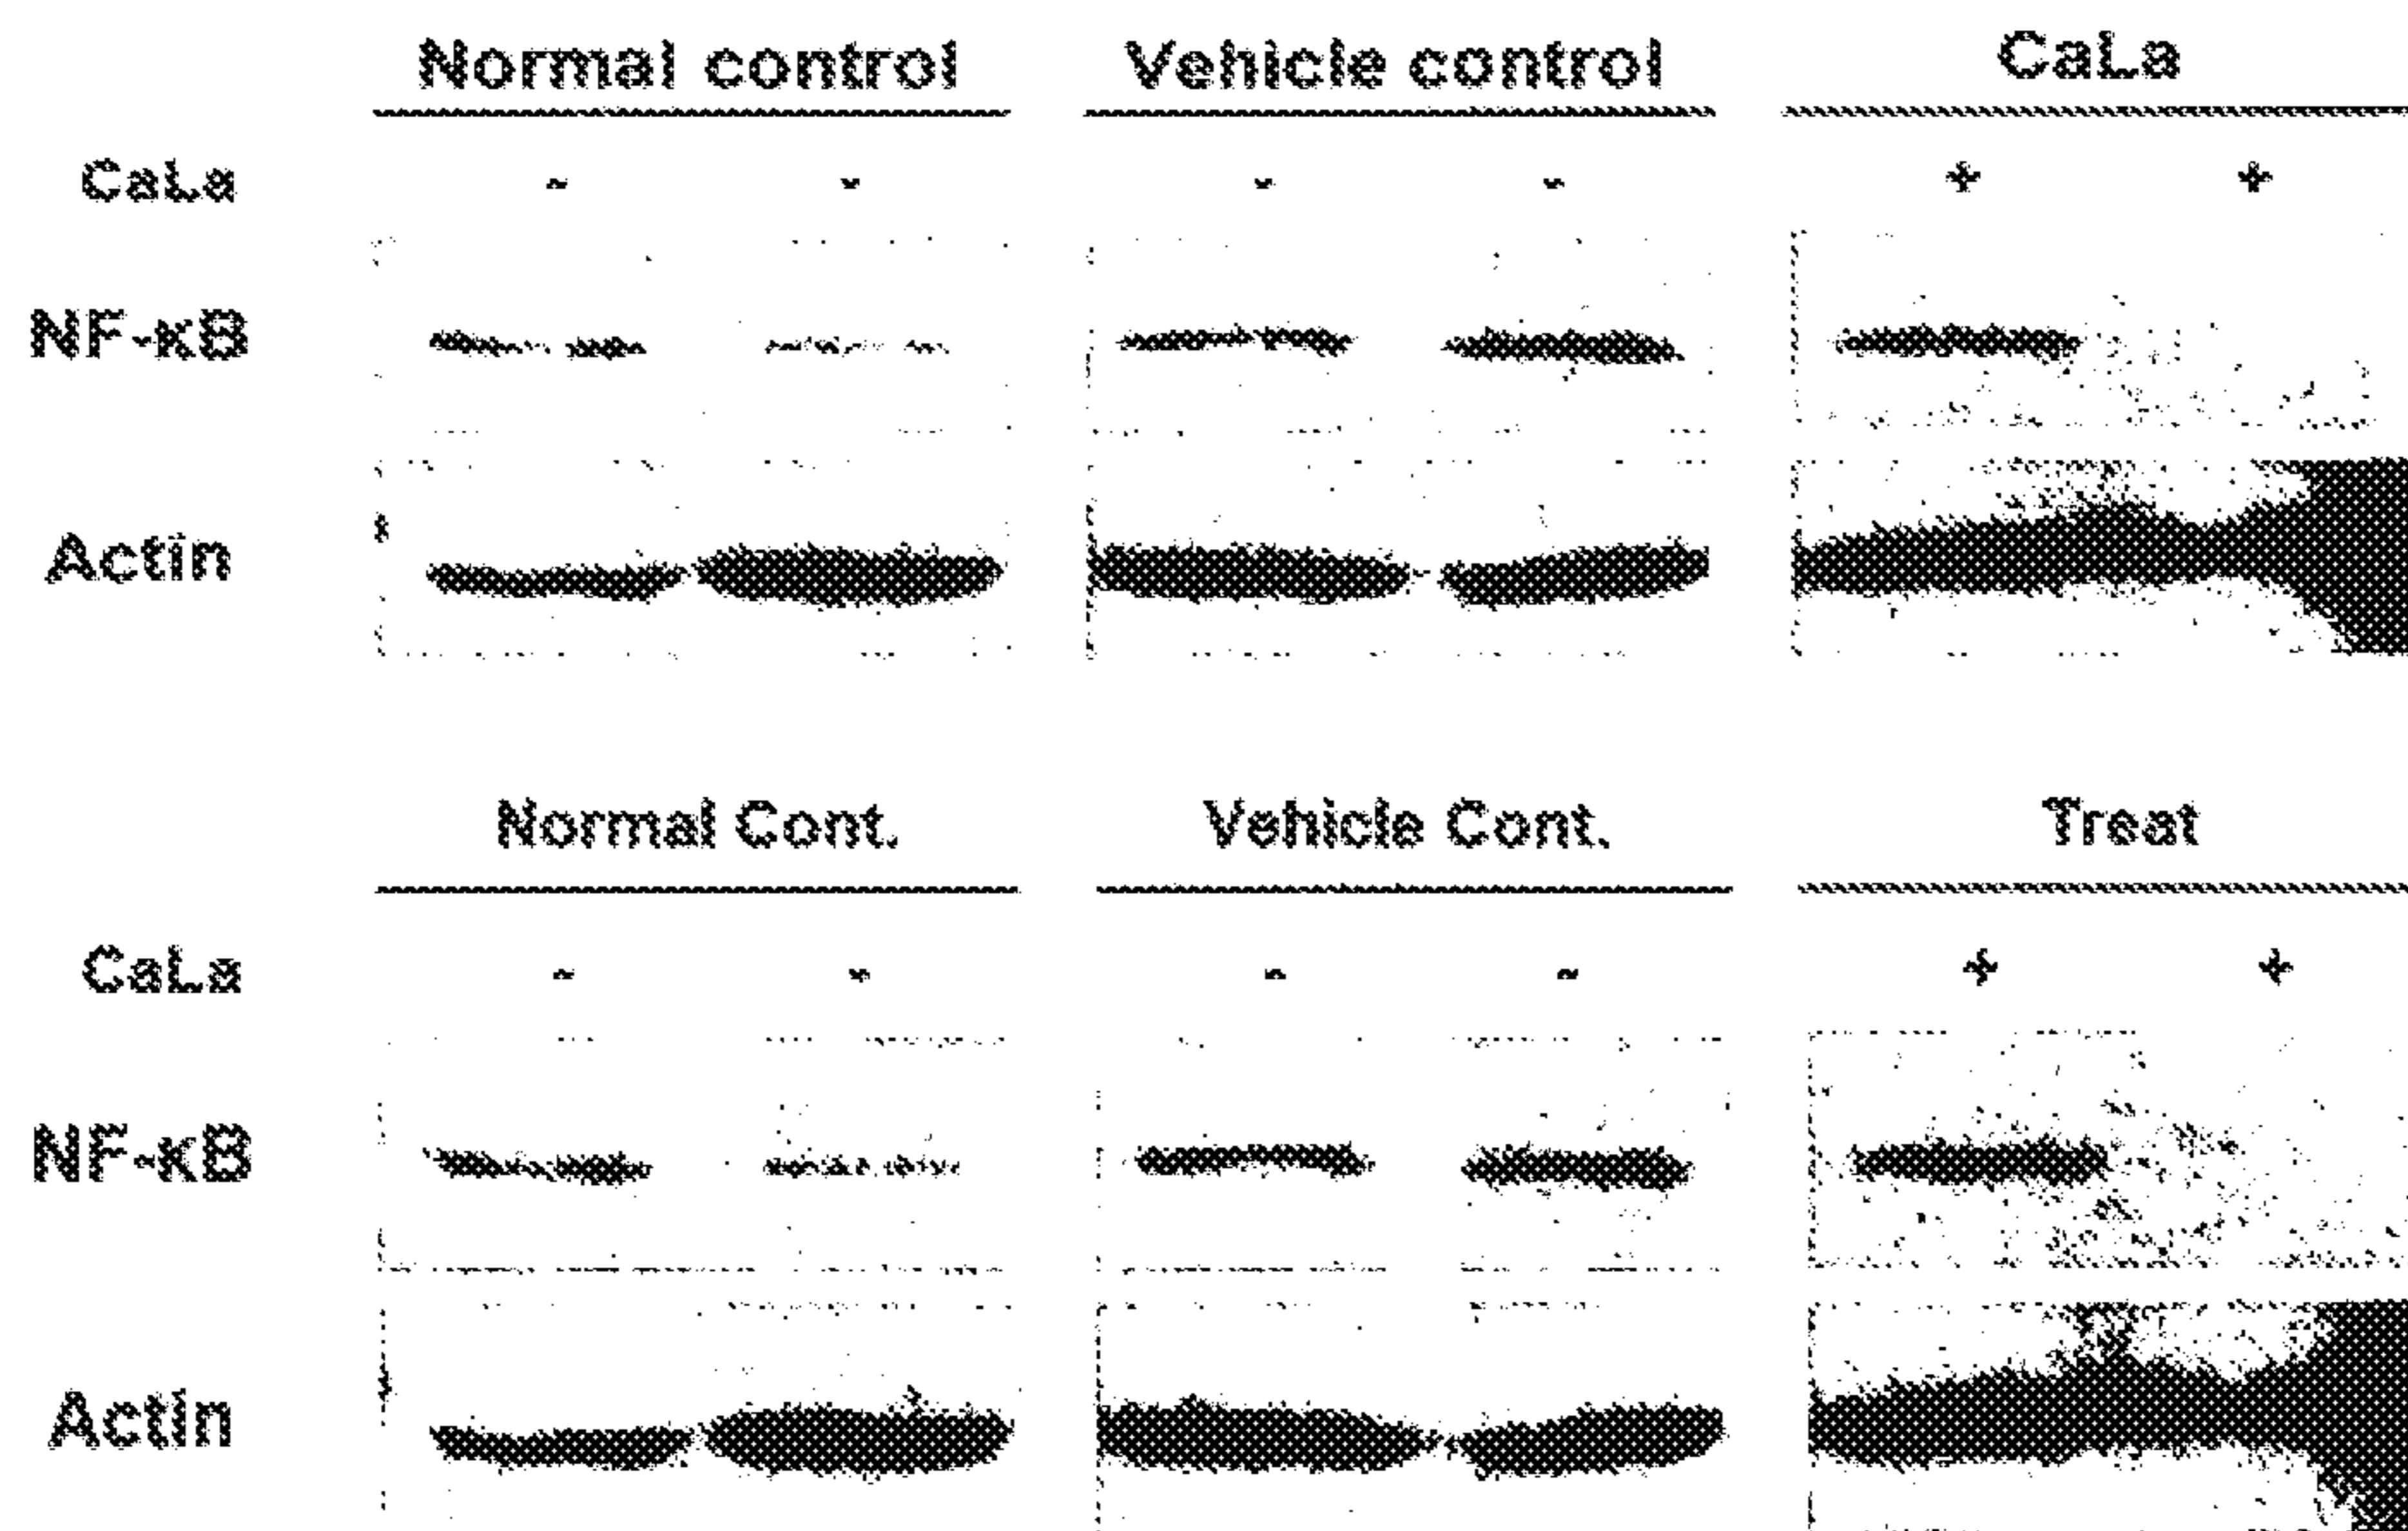 Normal control Vehicle control CaLa
CaLa - - - - + +
NF-κB
Actin
Normal Cont. Vehicle Cont. Treat
CaLa - - - - + +
NF-κB
Actin